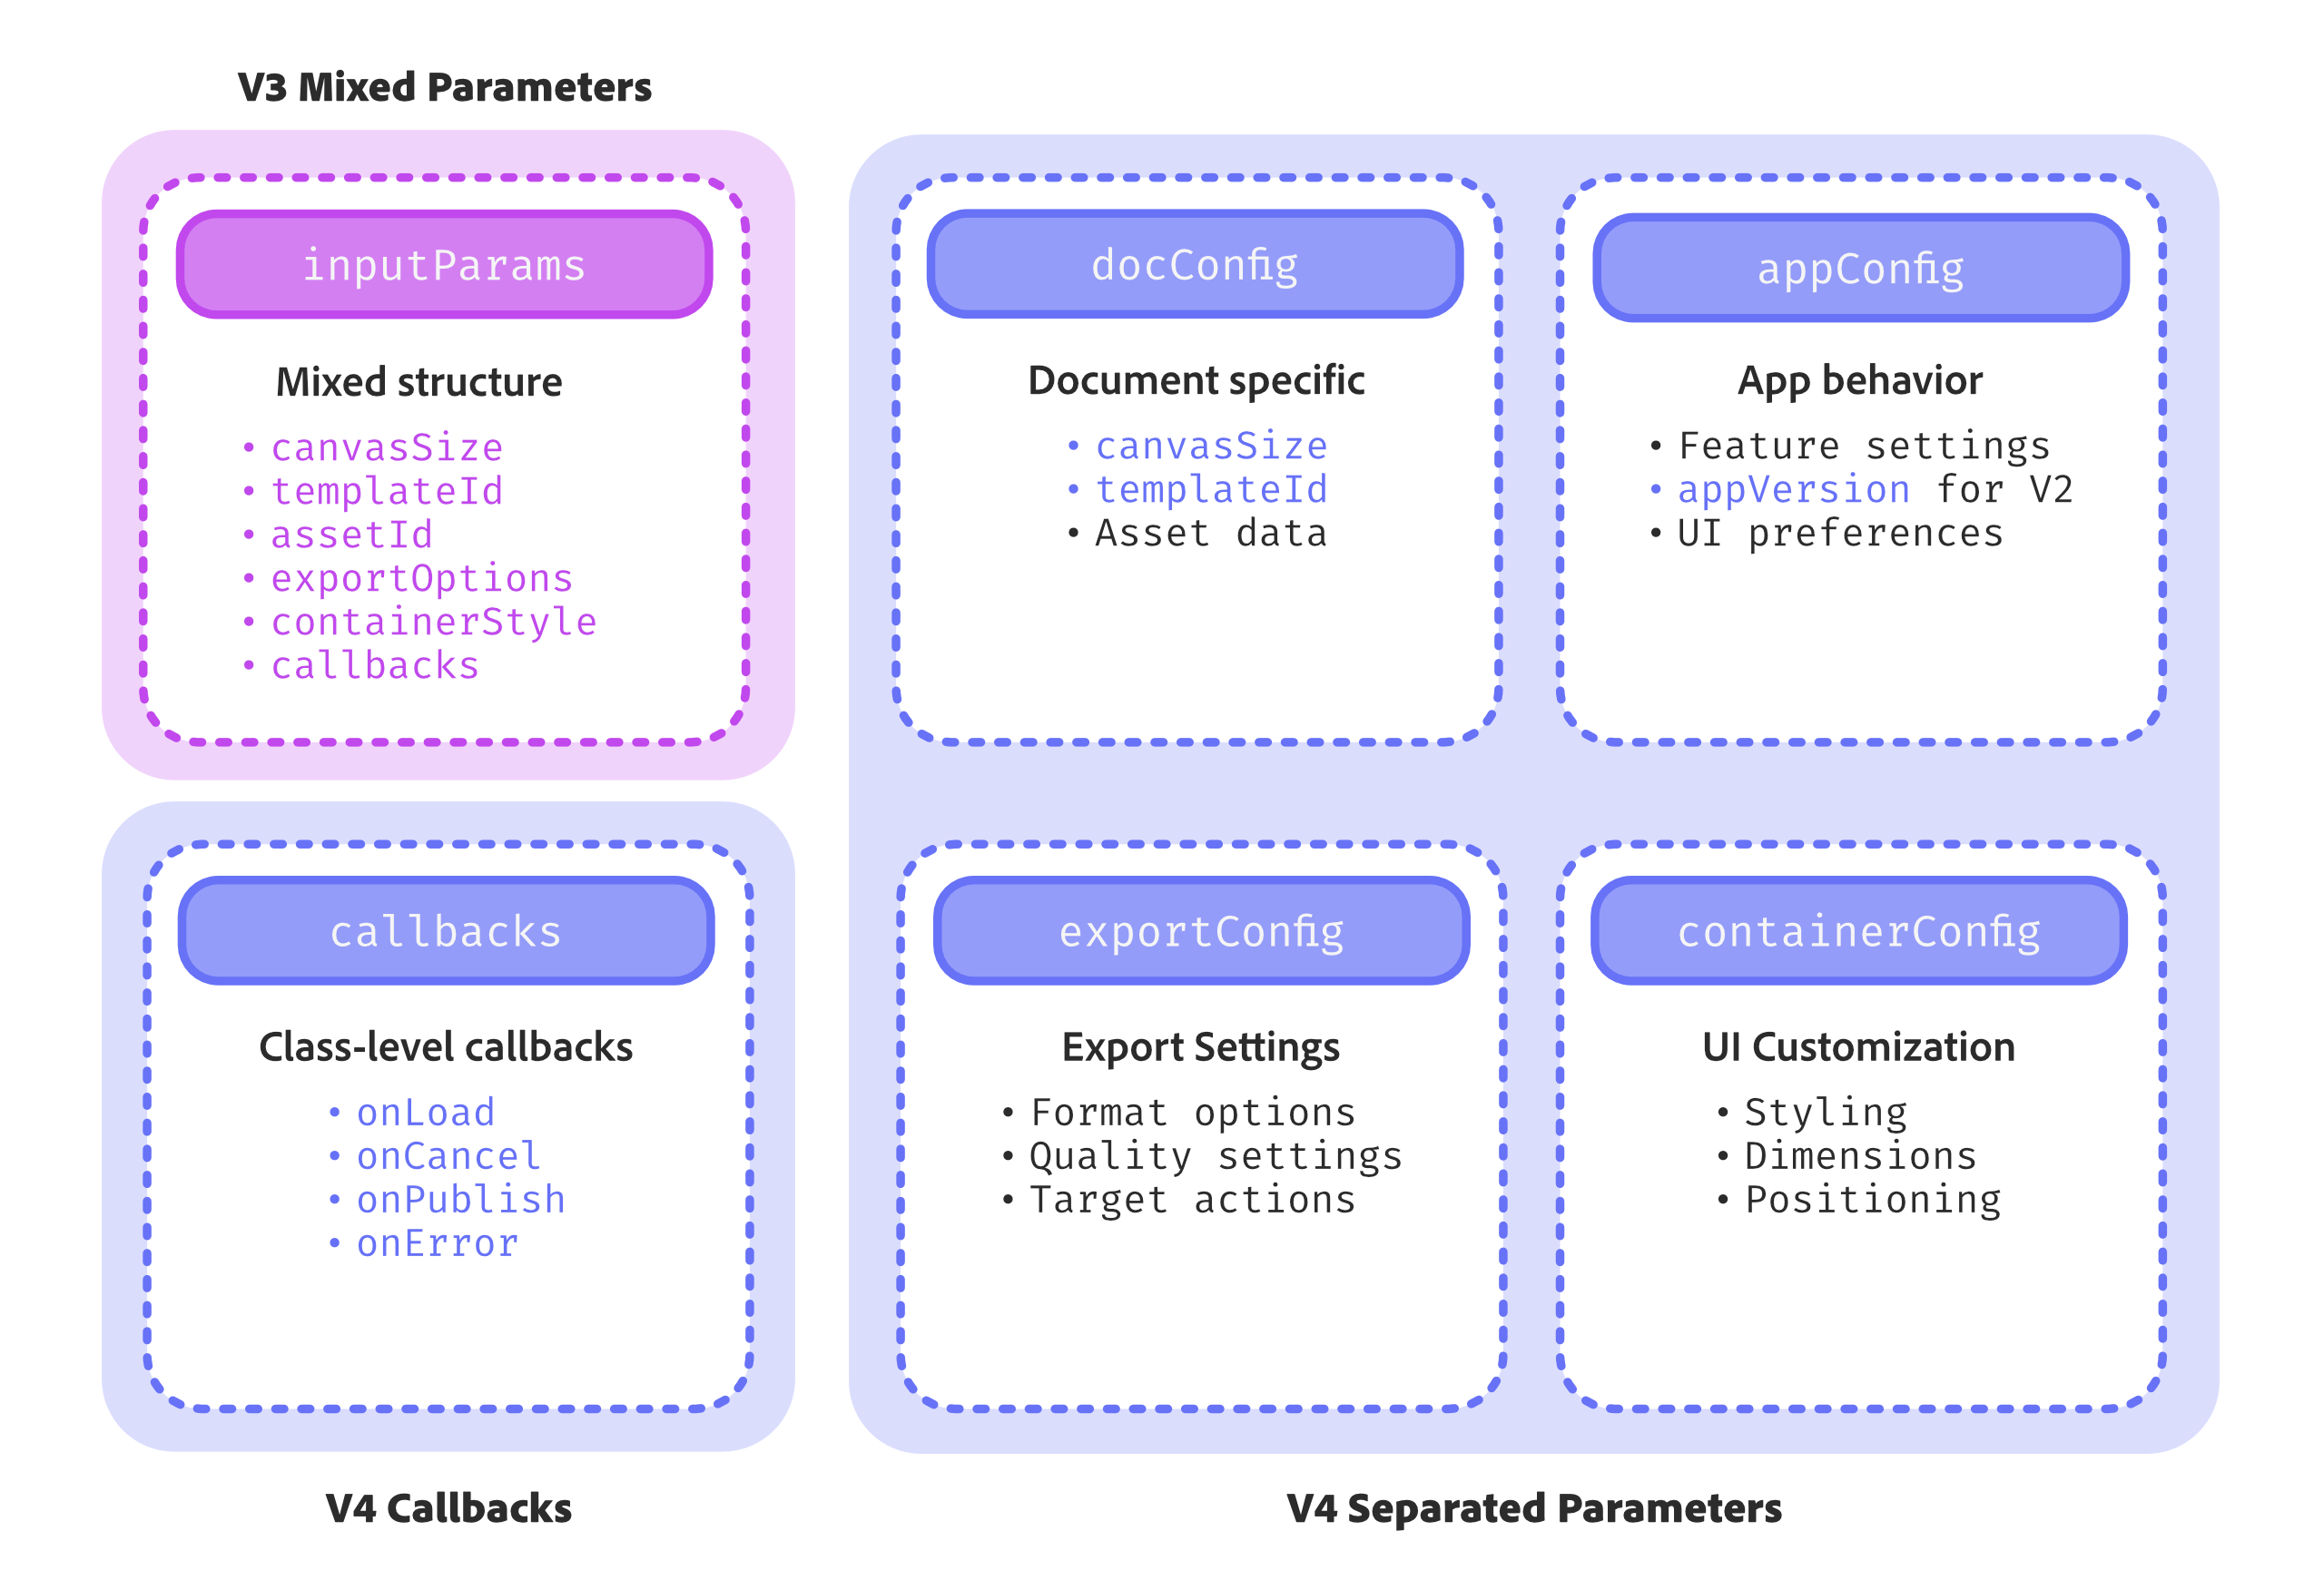 V3 Mixed Parameters
inputParams
Mixed structure
• canvasSize
• templateId
• assetId
• exportOptions
• containerStyle
• callbacks
docConfig
Document specific
• canvasSize
• templateId
• Asset data
appConfig
App behavior
• Feature settings
• appVersion for V2
• UI preferences
callbacks
Class-level callbacks
• onLoad
• onCancel
• onPublish
• onError
exportConfig
Export Settings
• Format options
• Quality settings
• Target actions
containerConfig
UI Customization
• Styling
• Dimensions
• Positioning
V4 Callbacks
V4 Separated Parameters